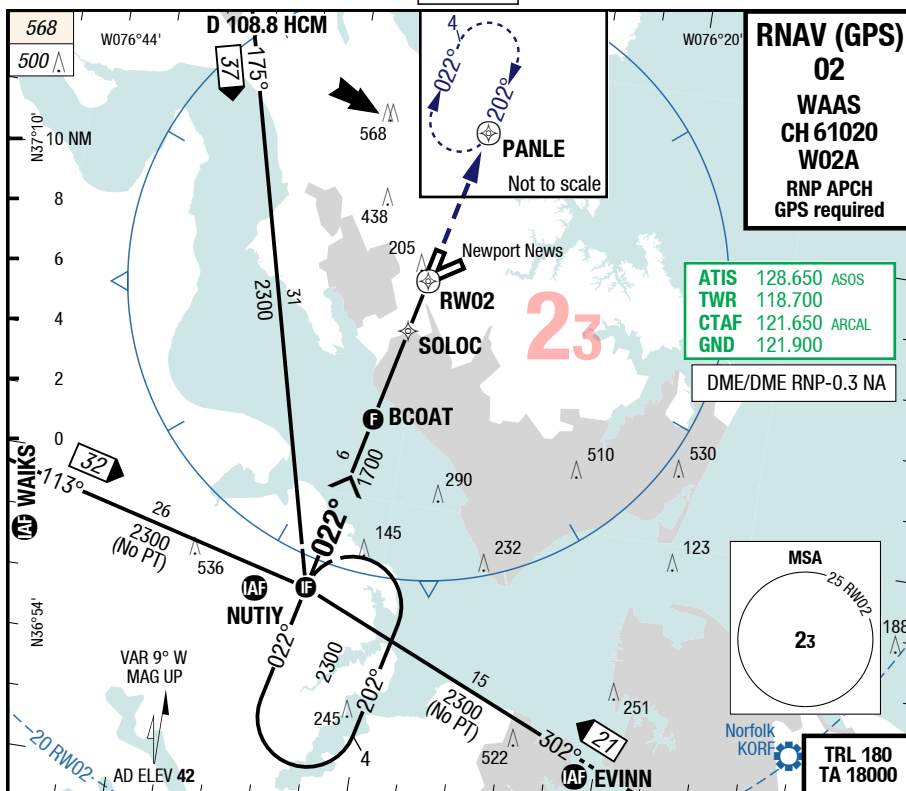 568
500
W076°44'
D 108.8 HCM
37
175°
4
022°
202°
PANLE
Not to scale
W076°20'
RNAV (GPS)
02
WAAS
CH 61020
W02A
RNP APCH
GPS required
N37°10'
10 NM
8
6
4
2
0
568
438
205
Newport News
RW02
SOLOC
23
2300
31
ATIS 128.650 ASOS
TWR 118.700
CTAF 121.650 ARCAL
GND 121.900
DME/DME RNP-0.3 NA
F BCOAT
6
1700
022°
IAF WAIKS
32
113°
26
2300
(No PT)
536
290
510
530
145
232
123
IAF
NUTIY
IF
N36°54'
022°
2300
202°
245
4
VAR 9° W
MAG UP
20 RW02
AD ELEV 42
15
2300
(No PT)
302°
21
251
522
IAF EVINN
MSA
25 RW02
23
188
Norfolk
KORF
TRL 180
TA 18000